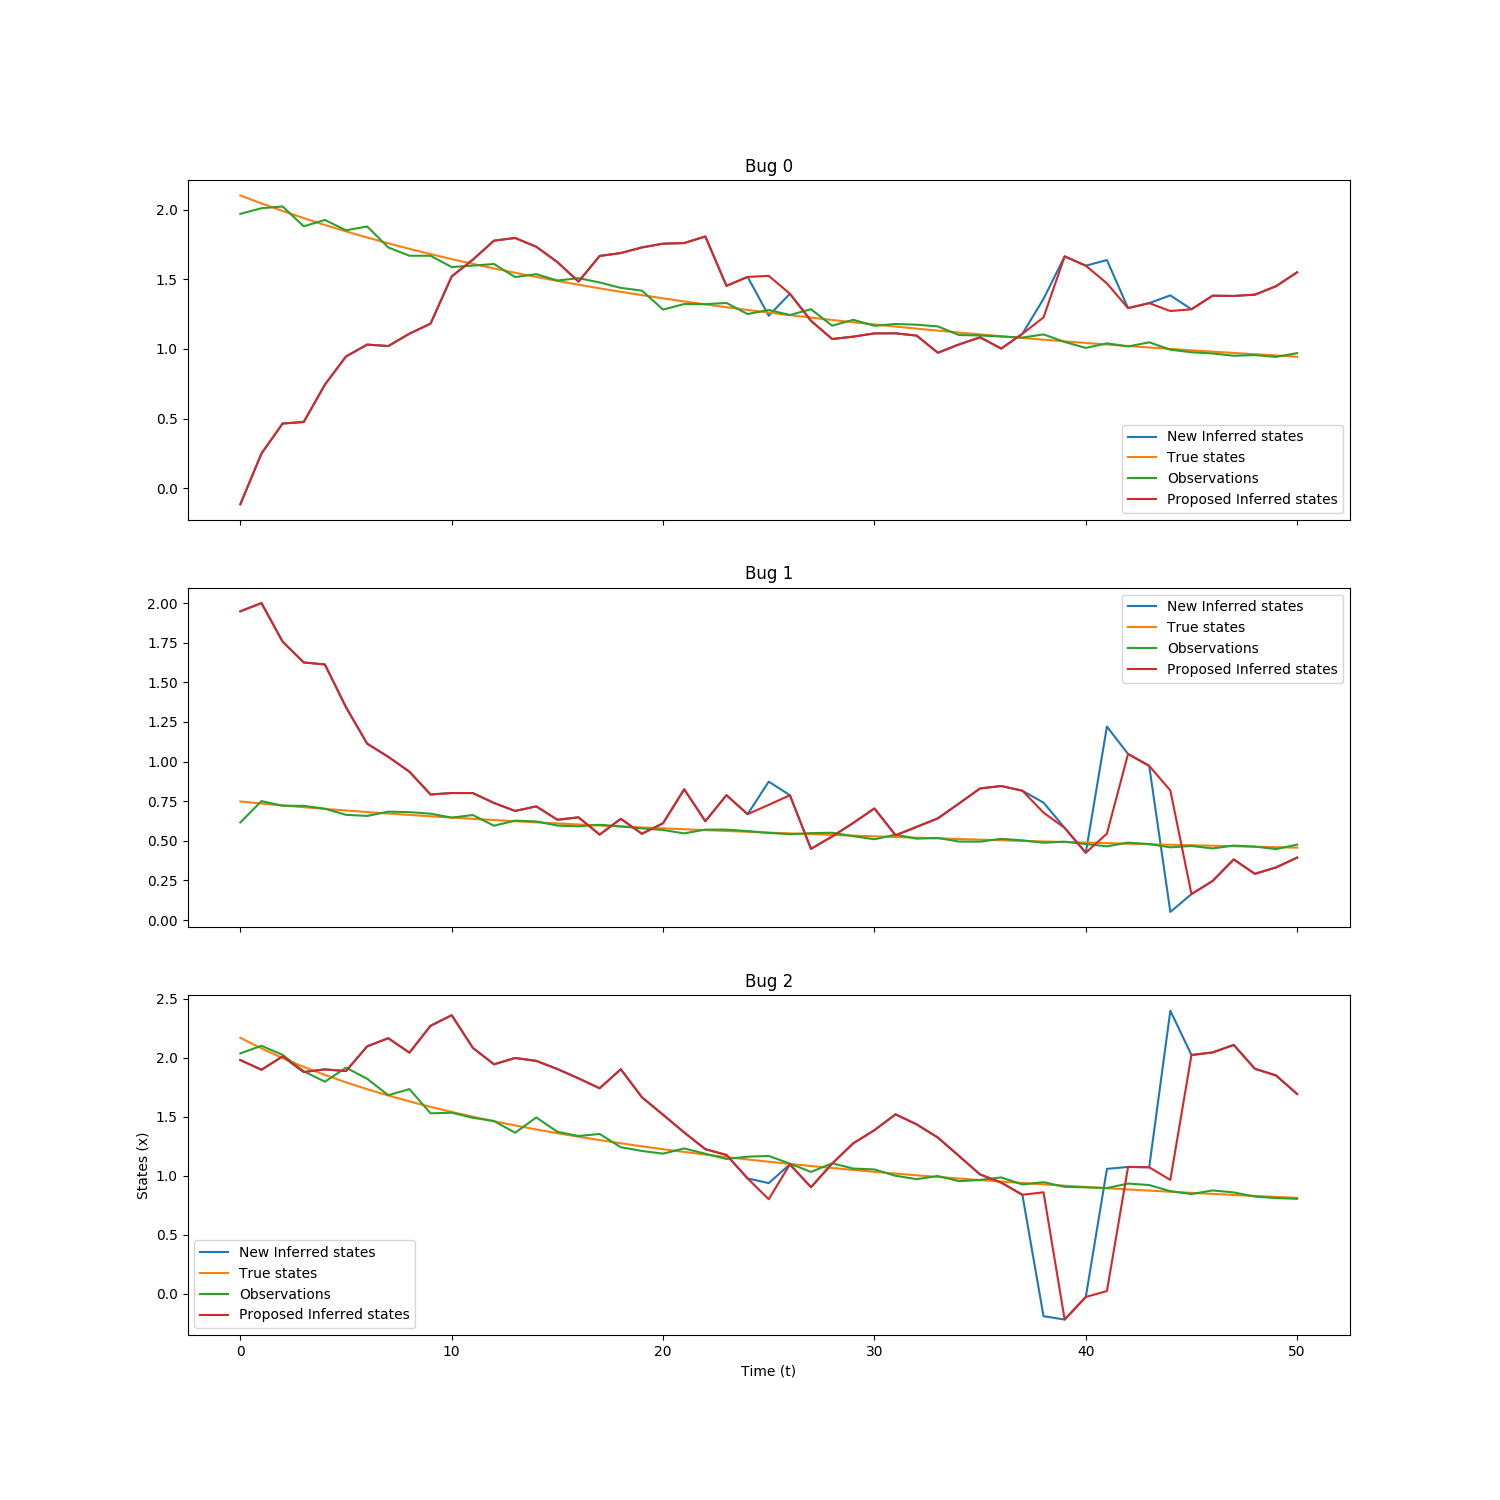 Bug 0
2.0
1.5
1.0
0.5
0.0
New Inferred states
True states
Observations
Proposed Inferred states
Bug 1
2.00
1.75
1.50
1.25
1.00
0.75
0.50
0.25
0.00
New Inferred states
True states
Observations
Proposed Inferred states
Bug 2
2.5
2.0
1.5
1.0
0.5
0.0
States (x)
New Inferred states
True states
Observations
Proposed Inferred states
0 10 20 30 40 50
Time (t)